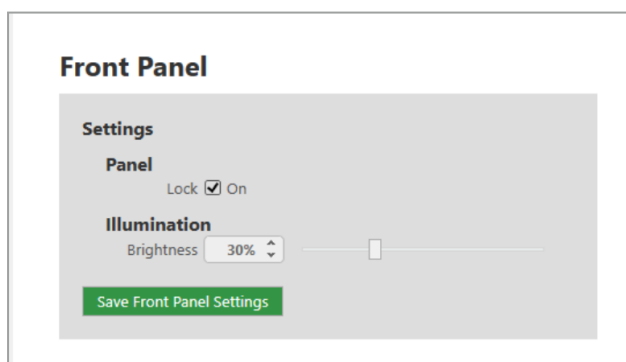 Front Panel
Settings
Panel
Lock On
Illumination
Brightness 30%
Save Front Panel Settings